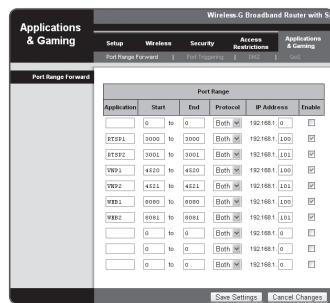 Wireless-G Broadband Router with S
Applications
& Gaming
Setup Wireless Security Access Restrictions Applications & Gaming
Port Range Forward | Port Triggering | DMZ | QoS
Port Range Forward
Port Range
Application Start End Protocol IP Address Enable
0 to 0 Both 192.168.1. 0
RTSP1 3000 to 3000 Both 192.168.1. 100
RTSP2 3001 to 3001 Both 192.168.1. 101
VNP1 4520 to 4520 Both 192.168.1. 100
VNP2 4521 to 4521 Both 192.168.1. 101
WEB1 8080 to 8080 Both 192.168.1. 100
WEB2 8081 to 8081 Both 192.168.1. 101
0 to 0 Both 192.168.1. 0
0 to 0 Both 192.168.1. 0
0 to 0 Both 192.168.1. 0
Save Settings Cancel Changes